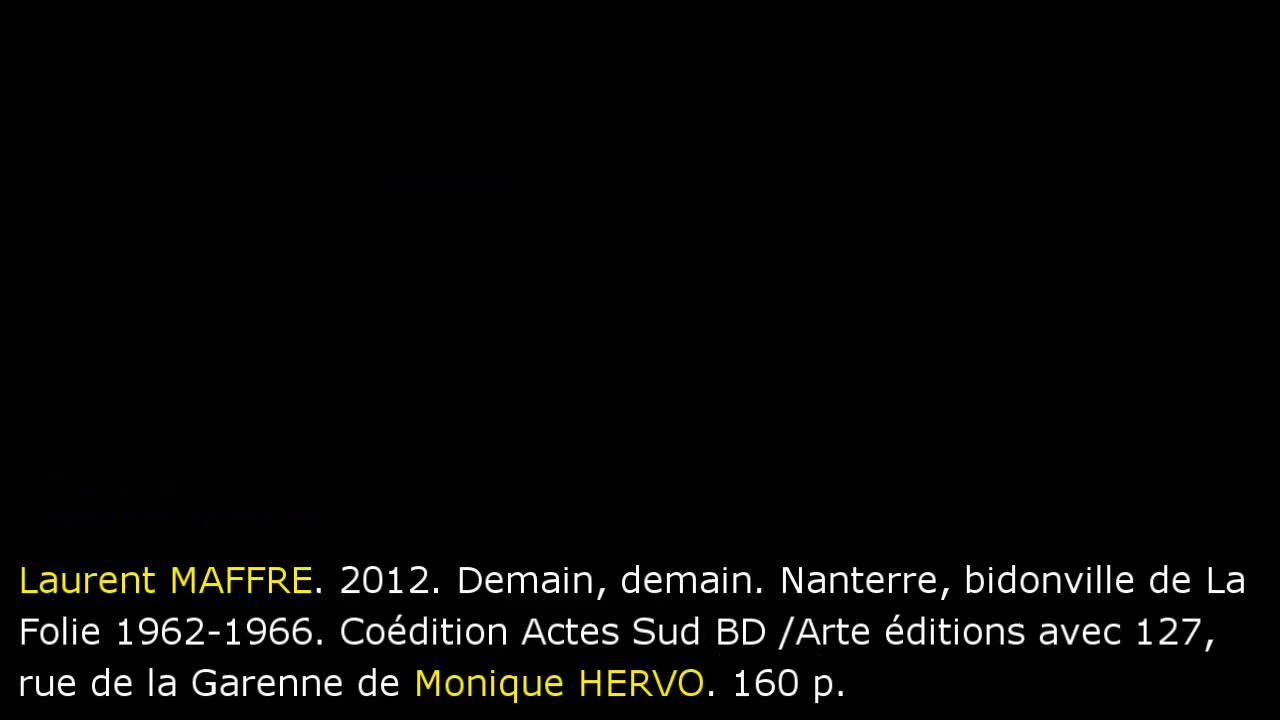 Laurent MAFFRE. 2012. Demain, demain. Nanterre, bidonville de La
Folie 1962-1966. Coédition Actes Sud BD /Arte éditions avec 127,
rue de la Garenne de Monique HERVO. 160 p.